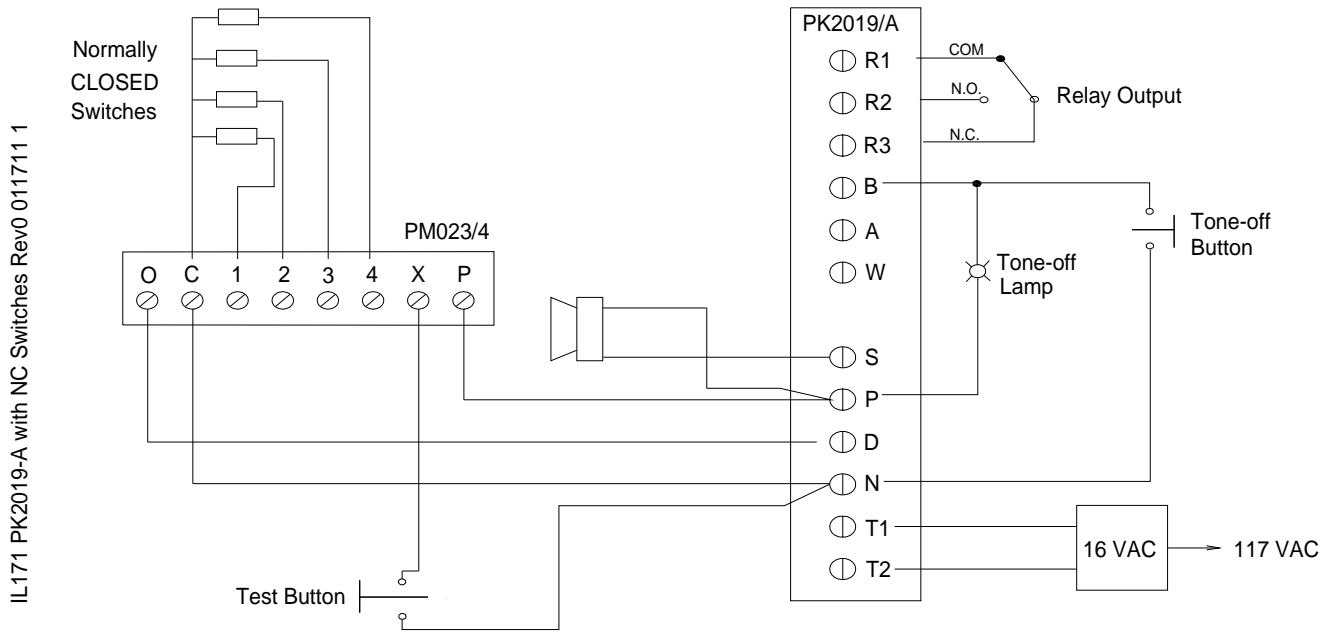 IL171 PK2019-A with NC Switches Rev0 011711 1
Normally
CLOSED
Switches
PM023/4
O C 1 2 3 4 X P
Test Button
PK2019/A
R1
R2
R3
B
A
W
S
P
D
N
T1
T2
COM
N.O.
N.C.
Relay Output
Tone-off
Lamp
Tone-off
Button
16 VAC
117 VAC